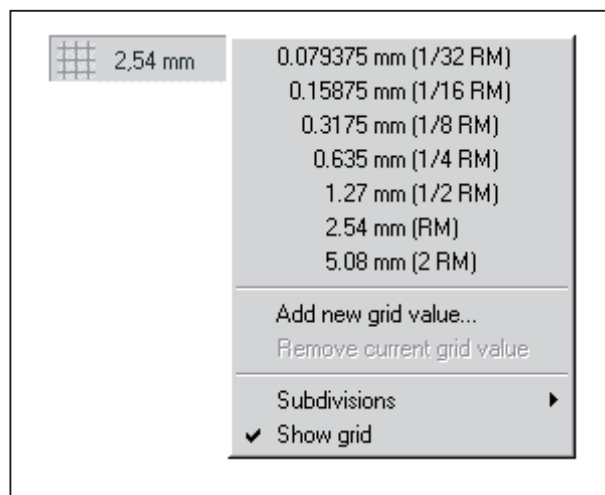 2,54 mm
0.079375 mm (1/32 RM)
0.15875 mm (1/16 RM)
0.3175 mm (1/8 RM)
0.635 mm (1/4 RM)
1.27 mm (1/2 RM)
2.54 mm (RM)
5.08 mm (2 RM)
Add new grid value...
Remove current grid value
Subdivisions
Show grid